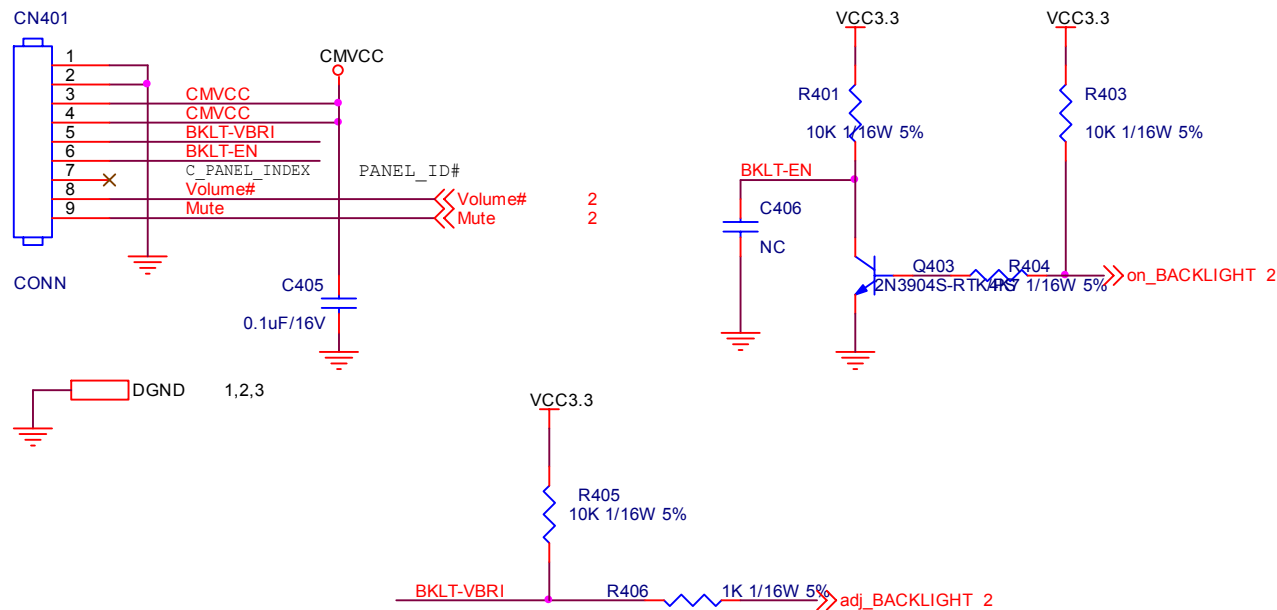 CN401
1
2
3 CMVCC
4 CMVCC
5 BKLT-VBRI
6 BKLT-EN
7 C_PANEL_INDEX PANEL_ID#
8 Volume# Volume# 2
9 Mute Mute 2
CONN
CMVCC
C405
0.1uF/16V
DGND 1,2,3
VCC3.3 VCC3.3
R401 R403
10K 1/16W 5% 10K 1/16W 5%
BKLT-EN
C406
NC
Q403 R404
2N3904S-RTK/PS 4K7 1/16W 5%
on_BACKLIGHT 2
VCC3.3
R405
10K 1/16W 5%
BKLT-VBRI R406 1K 1/16W 5% adj_BACKLIGHT 2